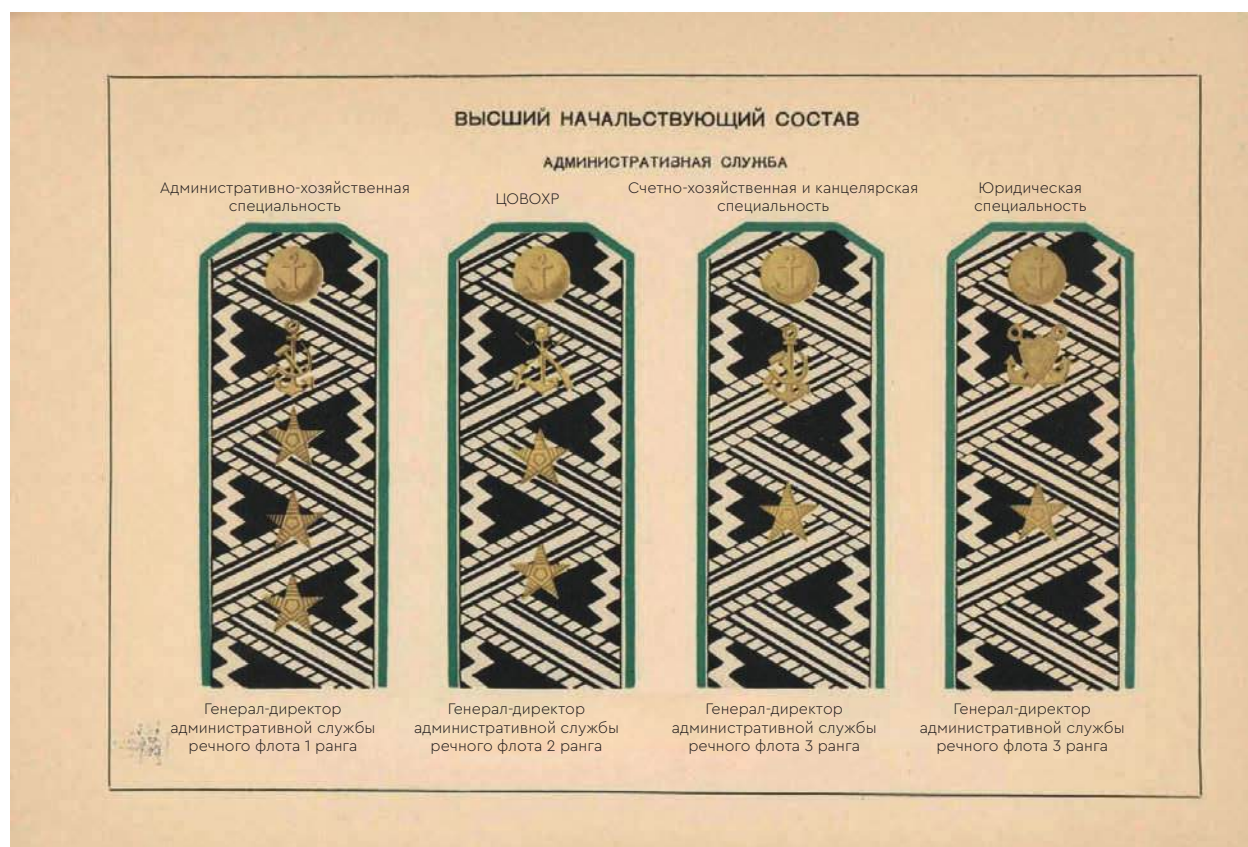 ВЫСШИЙ НАЧАЛЬСТВУЮЩИЙ СОСТАВ
АДМИНИСТРАТИВНАЯ СЛУЖБА
Административно-хозяйственная
специальность
ЦОВОХР
Счетно-хозяйственная и канцелярская
специальность
Юридическая
специальность
Генерал-директор
административной службы
речного флота 1 ранга
Генерал-директор
административной службы
речного флота 2 ранга
Генерал-директор
административной службы
речного флота 3 ранга
Генерал-директор
административной службы
речного флота 3 ранга